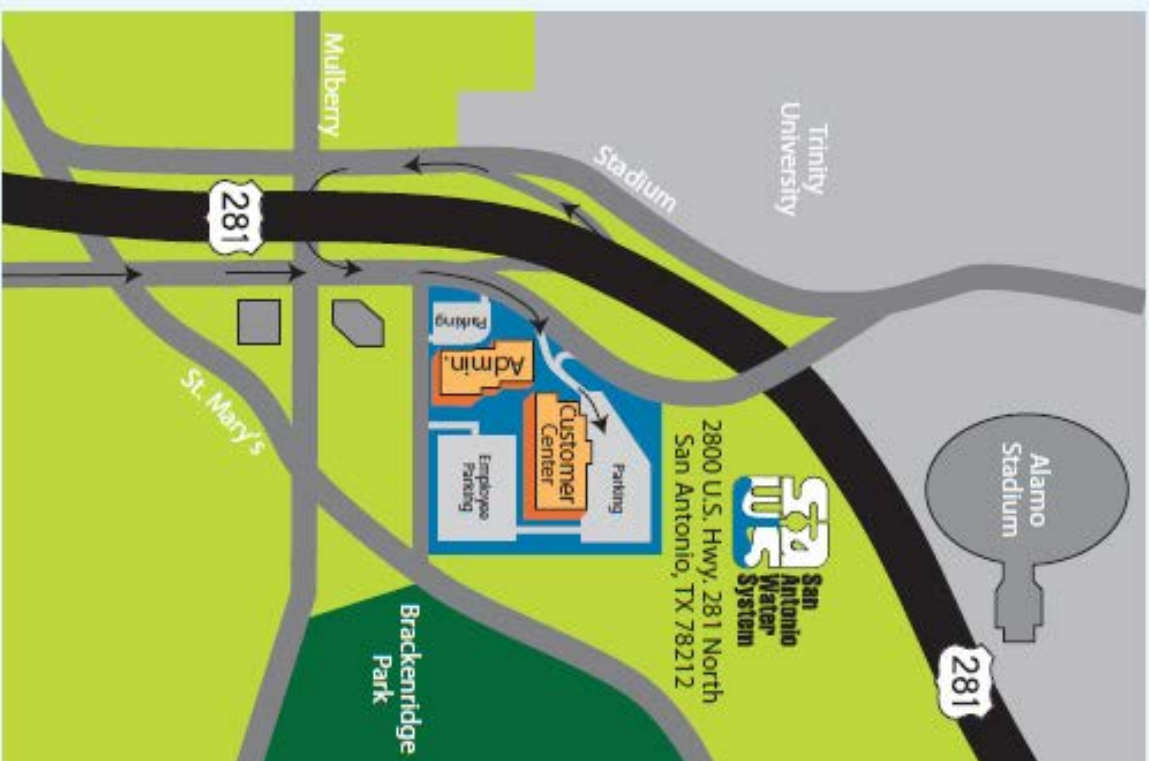 Trinity
University
Stadium
Mulberry
281
Alamo
Stadium
Parking
Admin.
Customer
Center
Parking
Employee
Parking
St. Mary's
San
Antonio
Water
System
2800 U.S. Hwy. 281 North
San Antonio, TX 78212
281
Brackenridge
Park